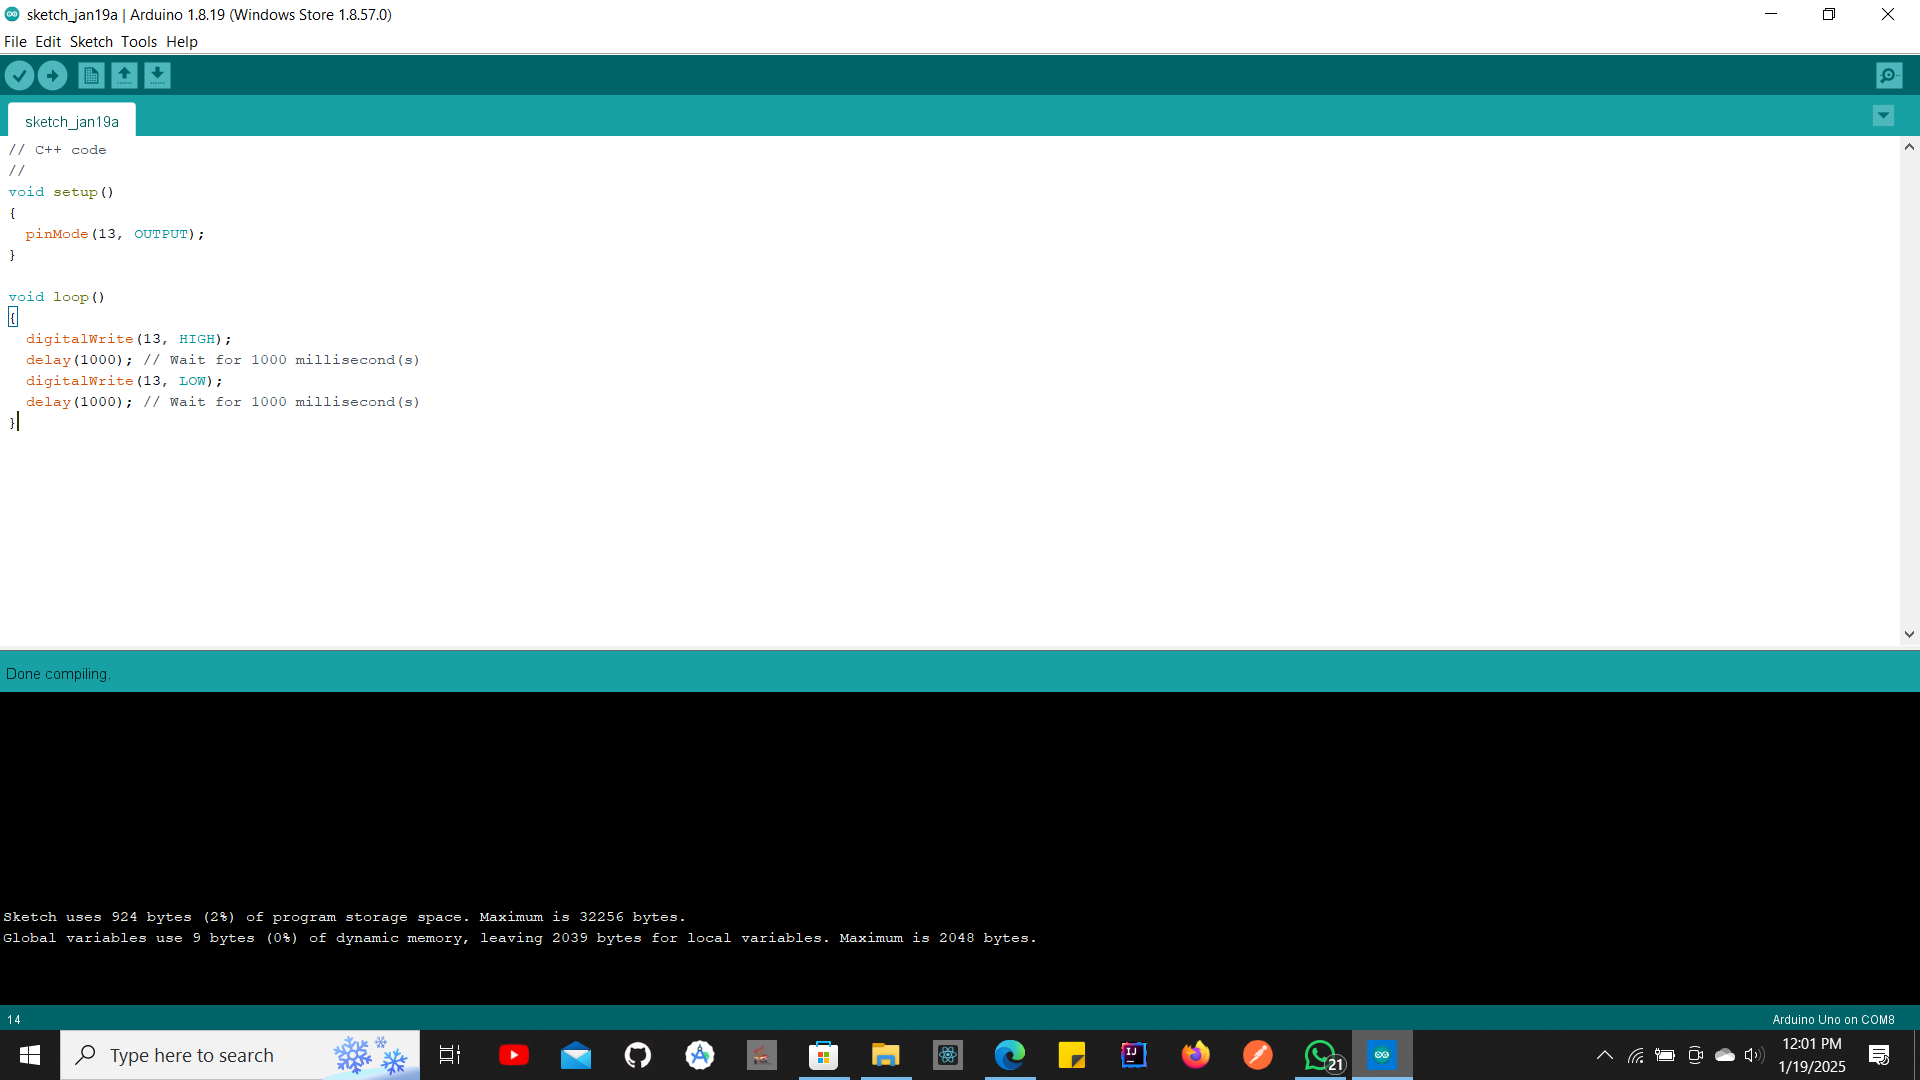 sketch_jan19a | Arduino 1.8.19 (Windows Store 1.8.57.0)
File Edit Sketch Tools Help
sketch_jan19a
// C++ code
//
void setup()
{
  pinMode(13, OUTPUT);
}
void loop()
{
  digitalWrite(13, HIGH);
  delay(1000); // Wait for 1000 millisecond(s)
  digitalWrite(13, LOW);
  delay(1000); // Wait for 1000 millisecond(s)
}
Done compiling.
Sketch uses 924 bytes (2%) of program storage space. Maximum is 32256 bytes.
Global variables use 9 bytes (0%) of dynamic memory, leaving 2039 bytes for local variables. Maximum is 2048 bytes.
14
Arduino Uno on COM8
Type here to search
IJ
21
12:01 PM
1/19/2025